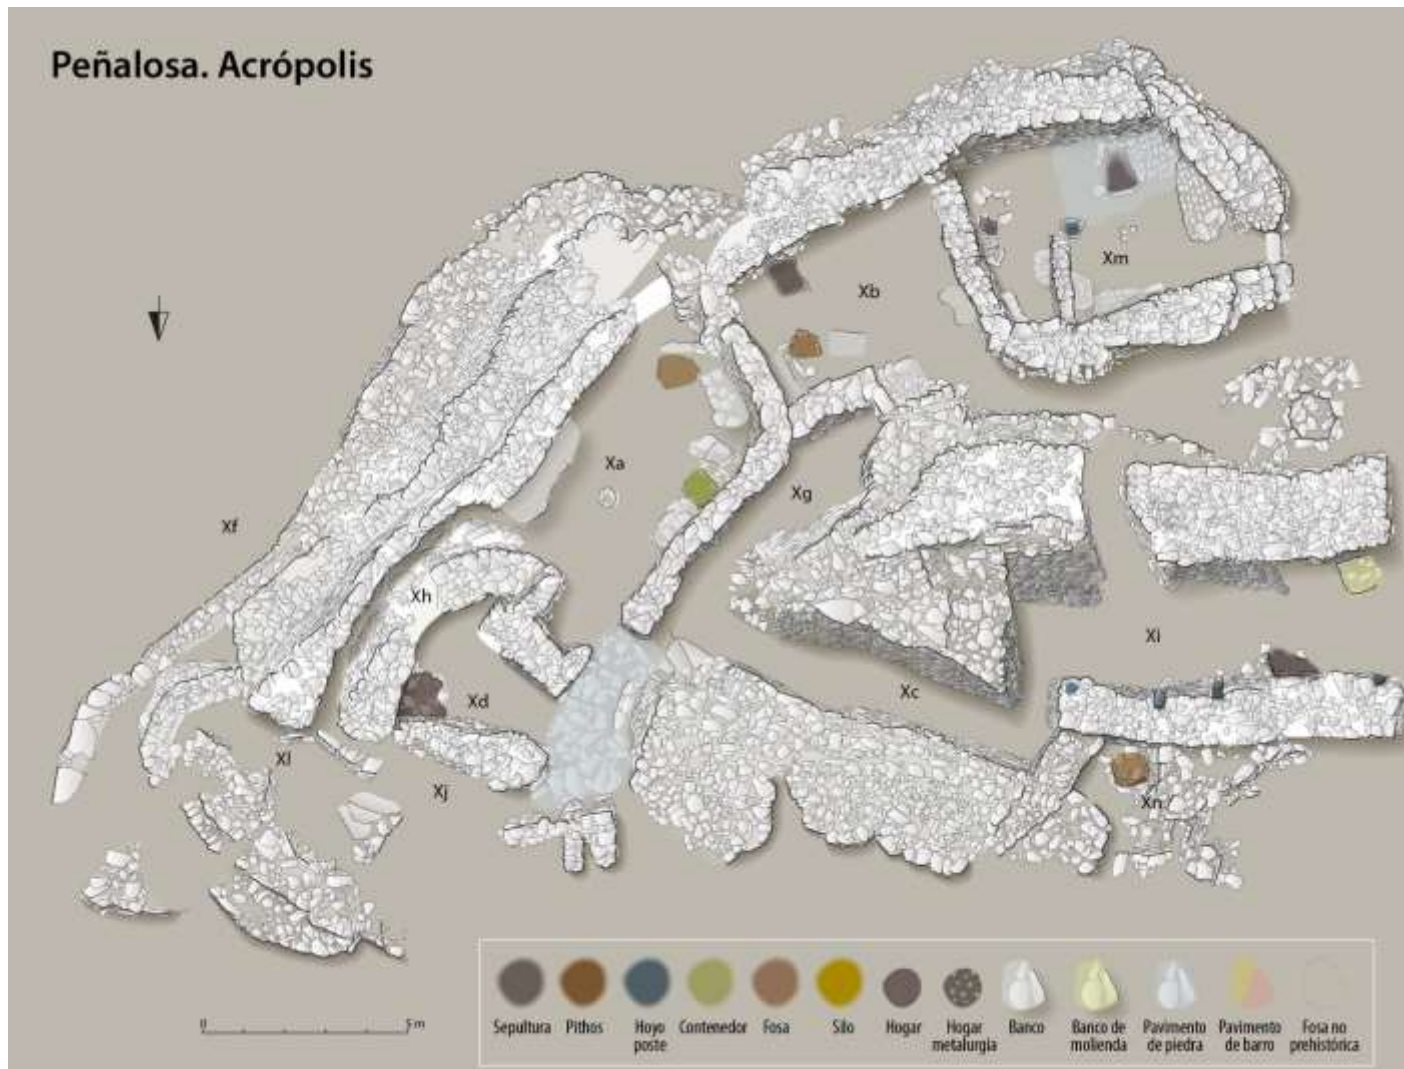 Peñalosa. Acrópolis
Xm
Xb
Xa
Xg
Xf
Xh
Xi
Xc
Xd
Xl
Xj
Xn
0 5 m
Sepultura Pithos Hoyo poste Contenedor Fosa Silo Hogar Hogar metalurgia Banco Banco de molienda Pavimento de piedra Pavimento de barro Fosa no prehistórica